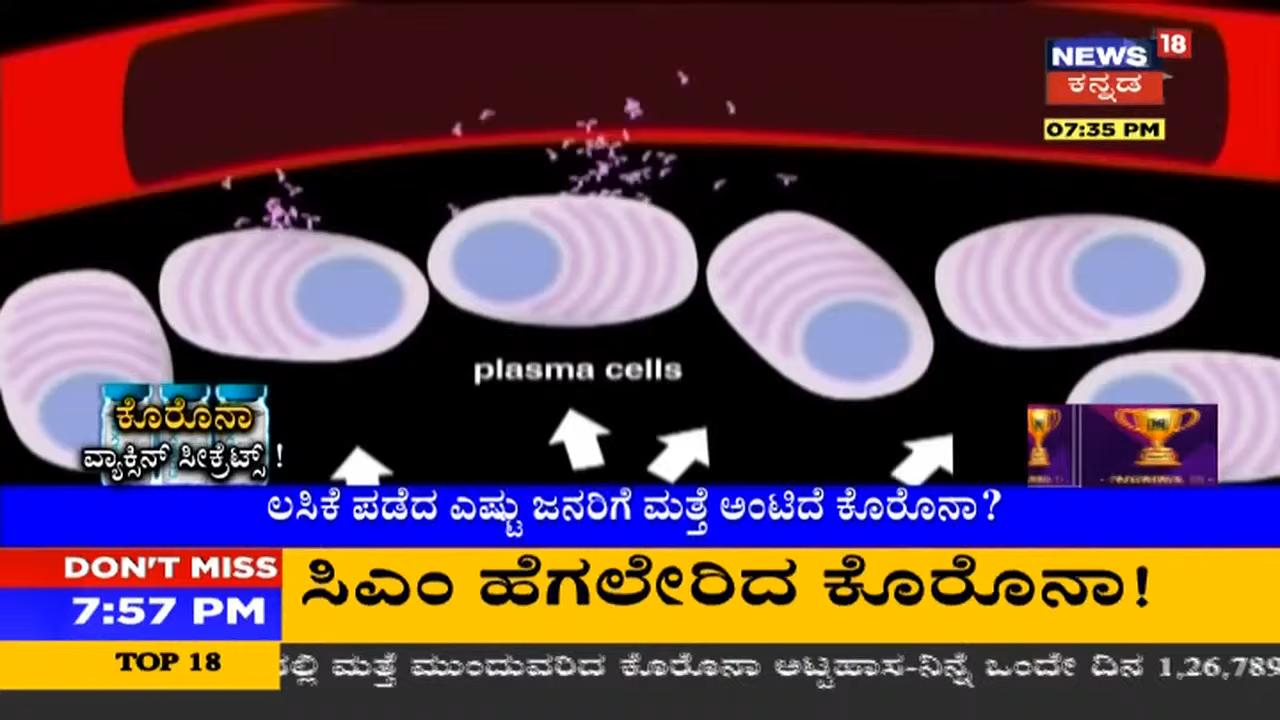 NEWS 18
ಕನ್ನಡ
07:35 PM
plasma cells
ಕೊರೊನಾ
ವ್ಯಾಕ್ಸಿನ್ ಸೀಕ್ರೆಟ್ಸ್ !
ಲಸಿಕೆ ಪಡೆದ ಎಷ್ಟು ಜನರಿಗೆ ಮತ್ತೆ ಅಂಟಿದೆ ಕೊರೊನಾ?
DON'T MISS
7:57 PM
ಸಿಎಂ ಹೆಗಲೇರಿದ ಕೊರೊನಾ!
TOP 18
ಮತ್ತೆ ಮುಂದುವರಿದ ಕೊರೊನಾ ಅಟ್ಟಹಾಸ-ನಿನ್ನೆ ಒಂದೇ ದಿನ 1,26,789